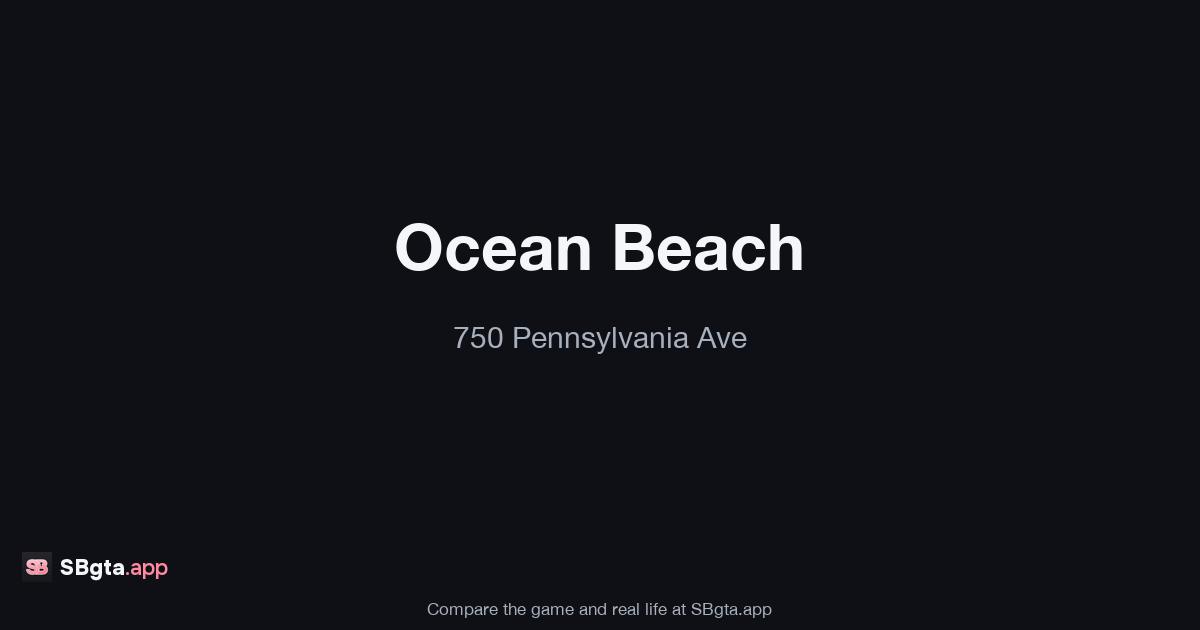 Ocean Beach
750 Pennsylvania Ave
SB SBgta.app
Compare the game and real life at SBgta.app